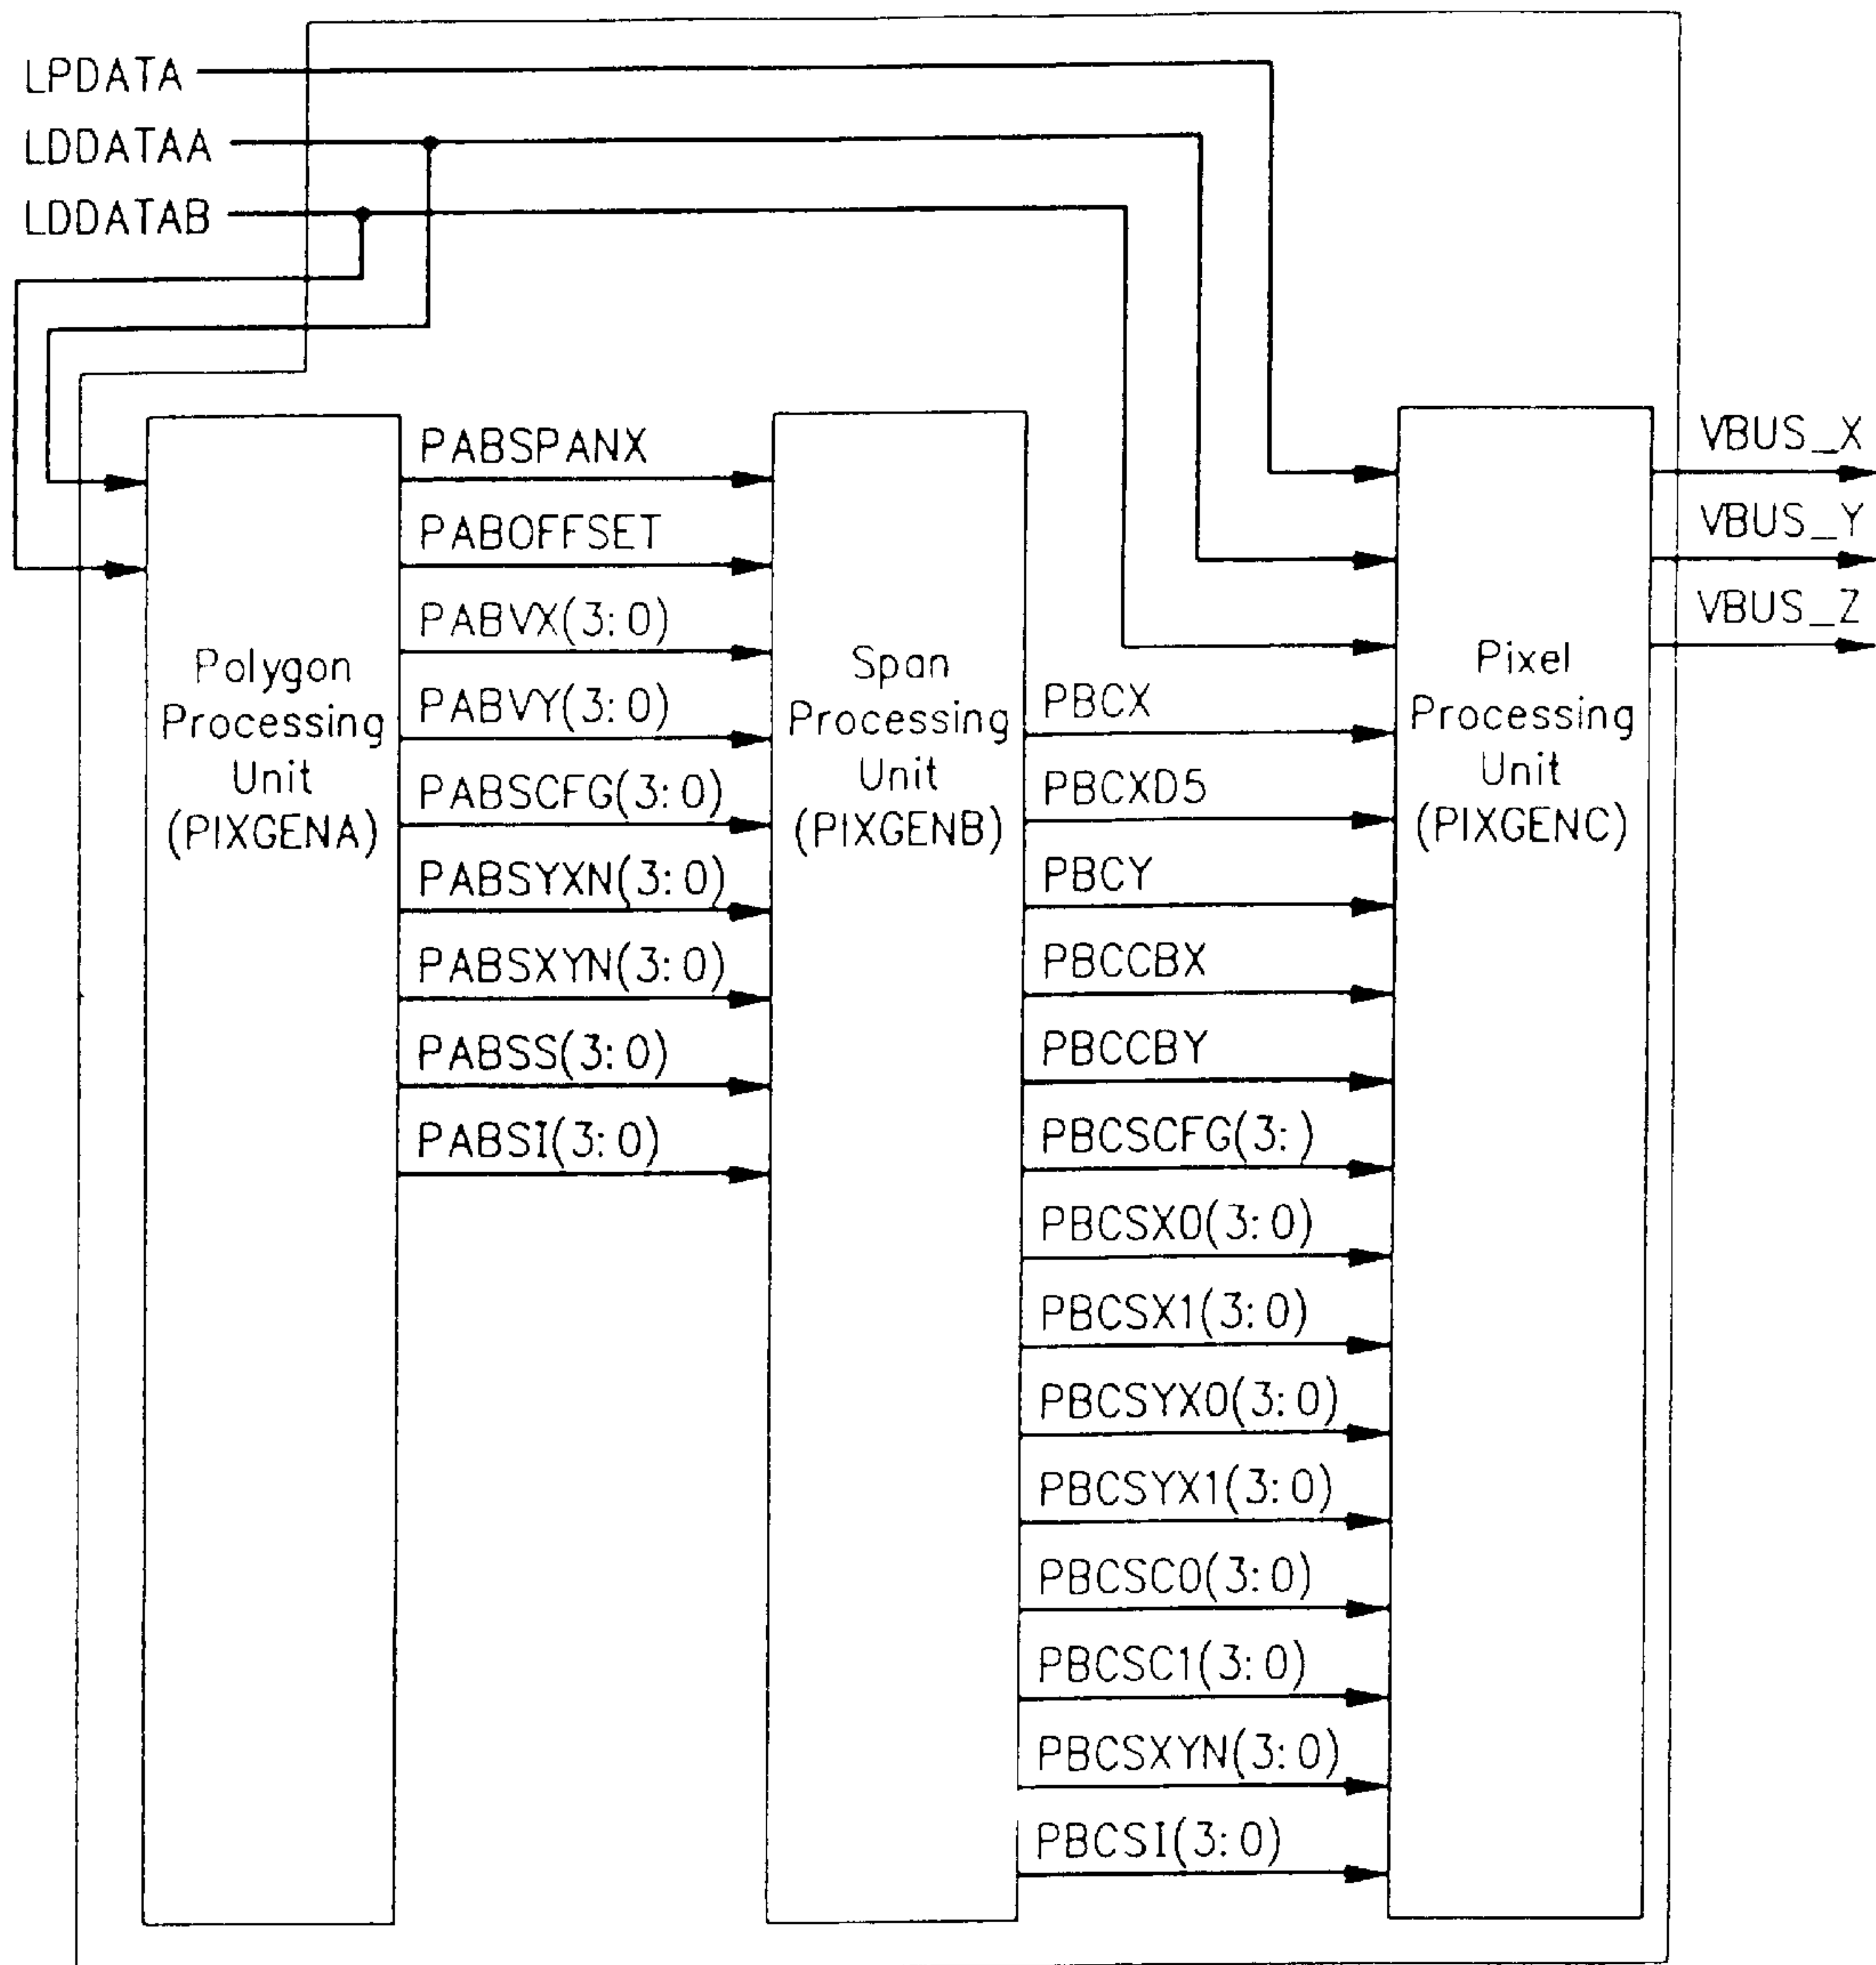 LPDATA
LDDATAA
LDDATAB
PABSPANX
PABOFFSET
PABVX(3:0)
PABVY(3:0)
PABSCFG(3:0)
PABSYXN(3:0)
PABSXYN(3:0)
PABSS(3:0)
PABSI(3:0)
Polygon
Processing
Unit
(PIXGENA)
Span
Processing
Unit
(PIXGENB)
PBCX
PBCXD5
PBCY
PBCCBX
PBCCBY
PBCSCFG(3:)
PBCSX0(3:0)
PBCSX1(3:0)
PBCSYX0(3:0)
PBCSYX1(3:0)
PBCSC0(3:0)
PBCSC1(3:0)
PBCSXYN(3:0)
PBCSI(3:0)
Pixel
Processing
Unit
(PIXGENC)
VBUS_X
VBUS_Y
VBUS_Z